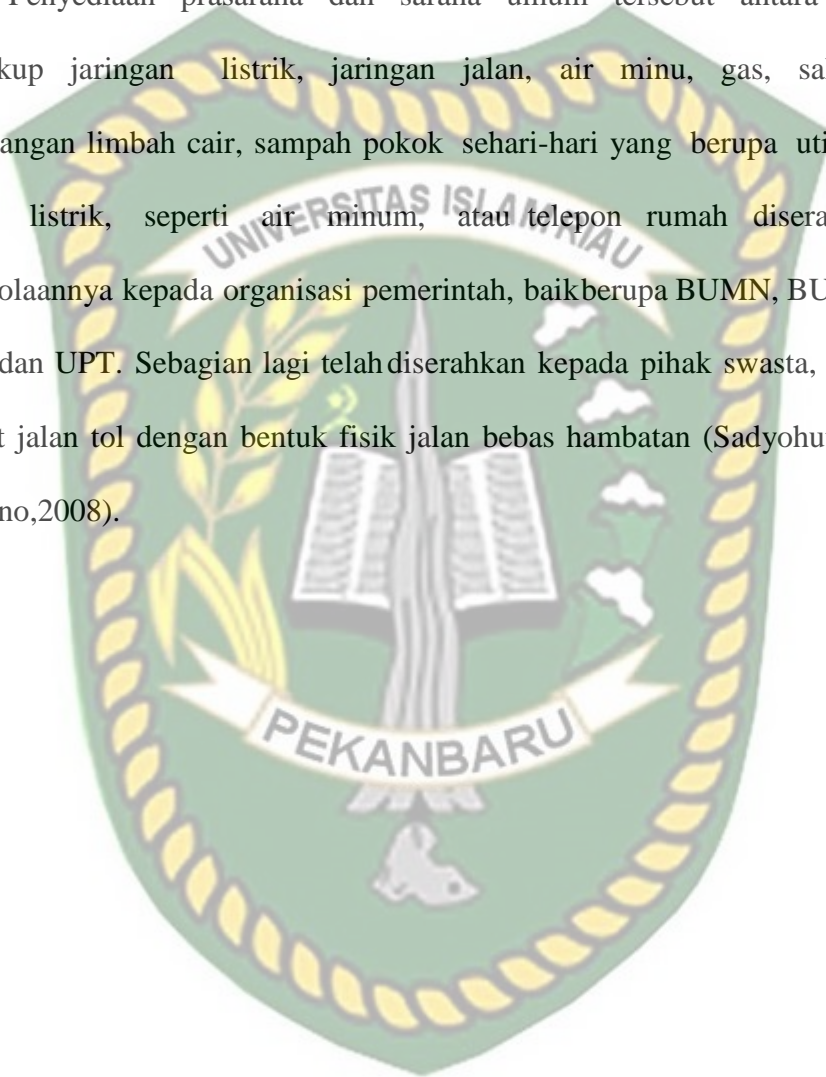 Penyediaan prasarana dan sarana umum tersebut antara
kup jaringan listrik, jaringan jalan, air minu, gas, sal
angan limbah cair, sampah pokok sehari-hari yang berupa uti
listrik, seperti air minum, atau telepon rumah disera
UNIVERSITAS ISLAM RIAU
olaannya kepada organisasi pemerintah, baikberupa BUMN, BU
dan UPT. Sebagian lagi telah diserahkan kepada pihak swasta,
t jalan tol dengan bentuk fisik jalan bebas hambatan (Sadyohu
no,2008).
PEKANBARU